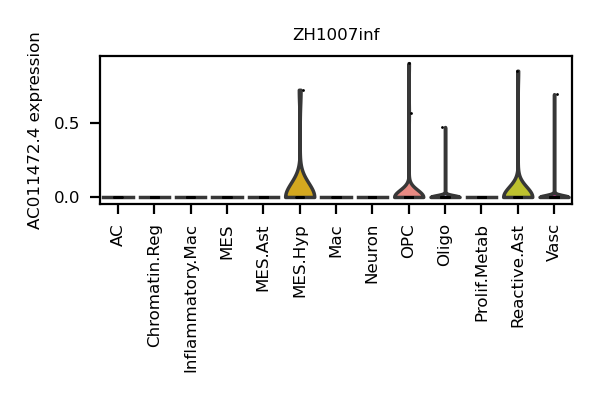 ZH1007inf
AC011472.4 expression
0.5
0.0
AC
Chromatin.Reg
Inflammatory.Mac
MES
MES.Ast
MES.Hyp
Mac
Neuron
OPC
Oligo
Prolif.Metab
Reactive.Ast
Vasc